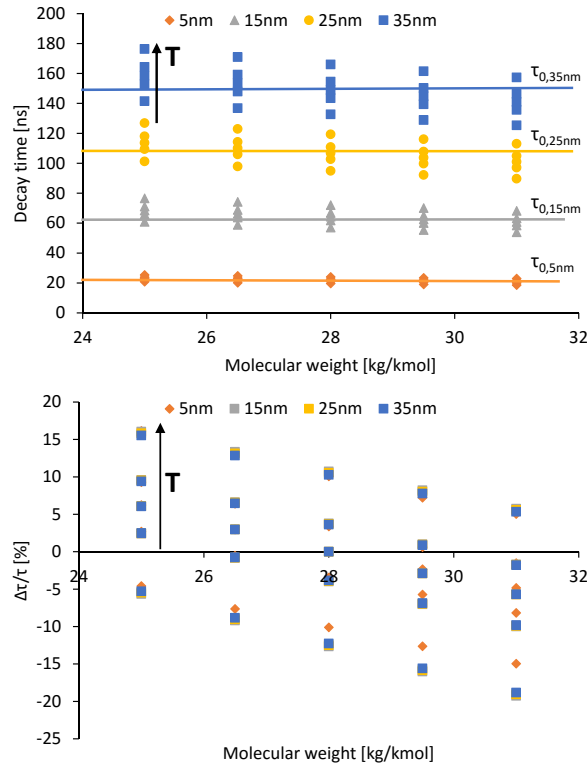 5nm 15nm 25nm 35nm
200
180
160
140
120
100
80
60
40
20
0
Decay time [ns]
T
τ0,35nm
τ0,25nm
τ0,15nm
τ0,5nm
24 26 28 30 32
Molecular weight [kg/kmol]
5nm 15nm 25nm 35nm
20
15
10
5
0
-5
-10
-15
-20
-25
Δτ/τ [%]
T
24 26 28 30 32
Molecular weight [kg/kmol]